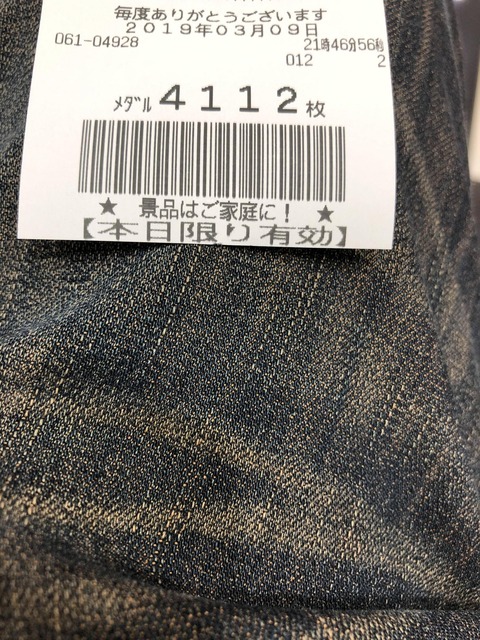 毎度ありがとうございます
2019年03月09日
061-04928 21時46分56秒
012 2
ﾒﾀﾞﾙ 4112枚
★ 景品はご家庭に! ★
【本日限り有効】